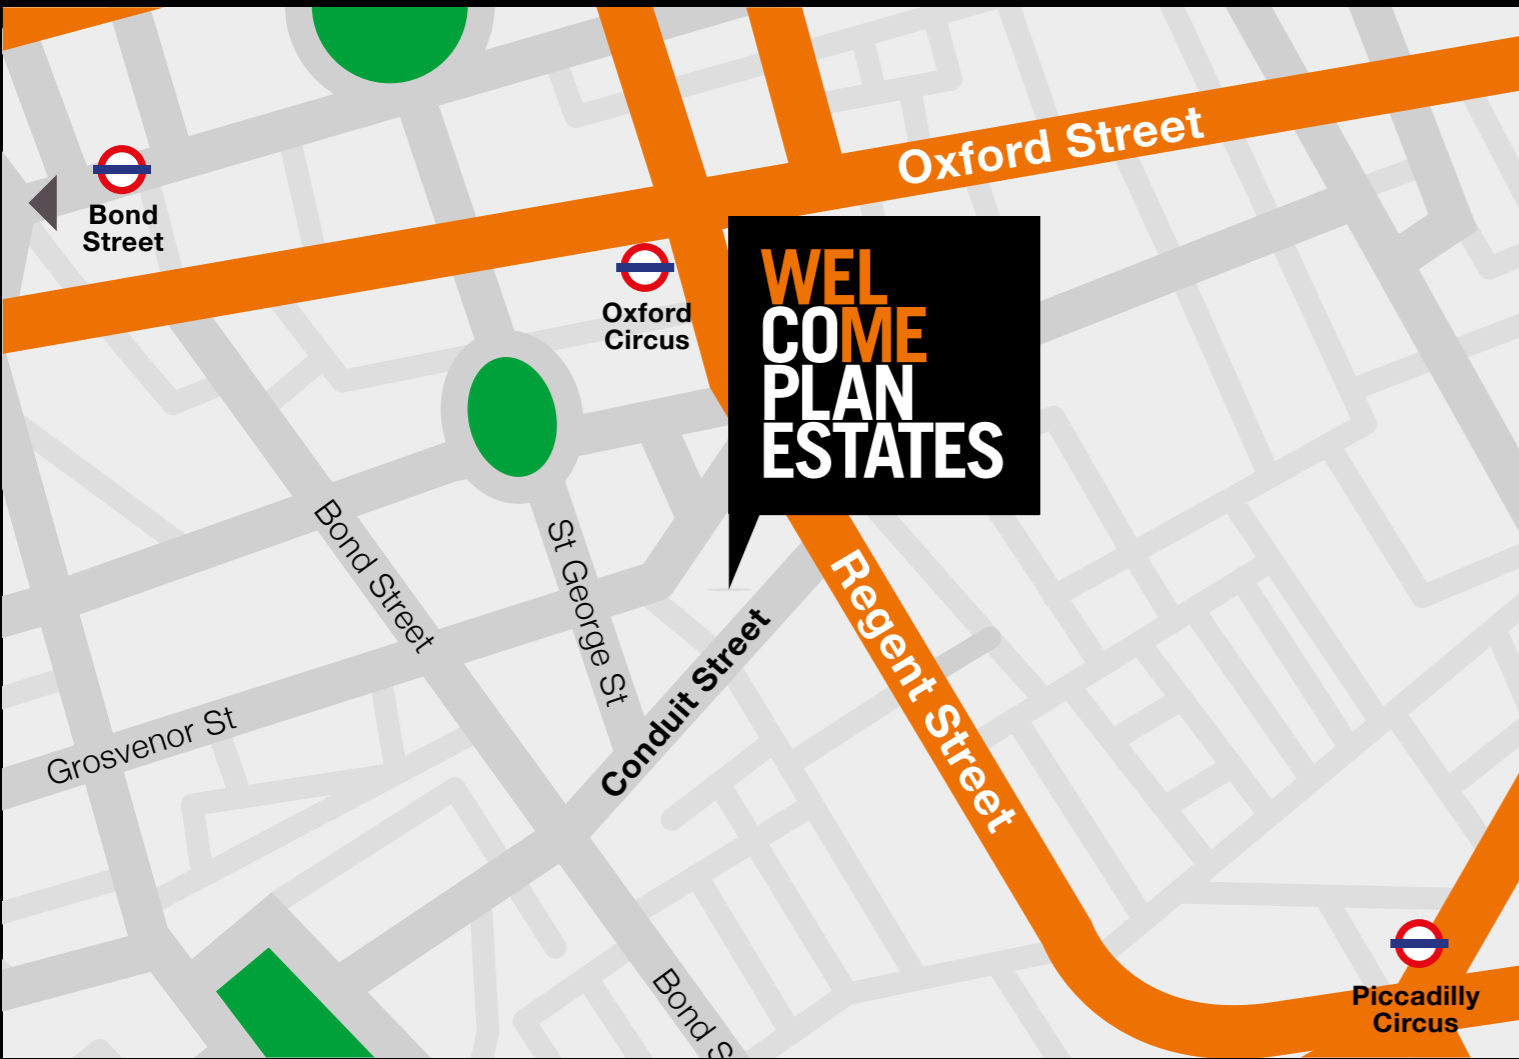 Oxford Street
Bond
Street
Oxford
Circus
WEL
COME
PLAN
ESTATES
Bond Street
St George St
Regent Street
Conduit Street
Grosvenor St
Bond S
Piccadilly
Circus